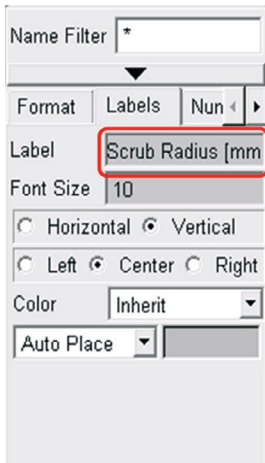 Name Filter *
Format Labels Nun
Label Scrub Radius [mm
Font Size 10
Horizontal Vertical
Left Center Right
Color Inherit
Auto Place